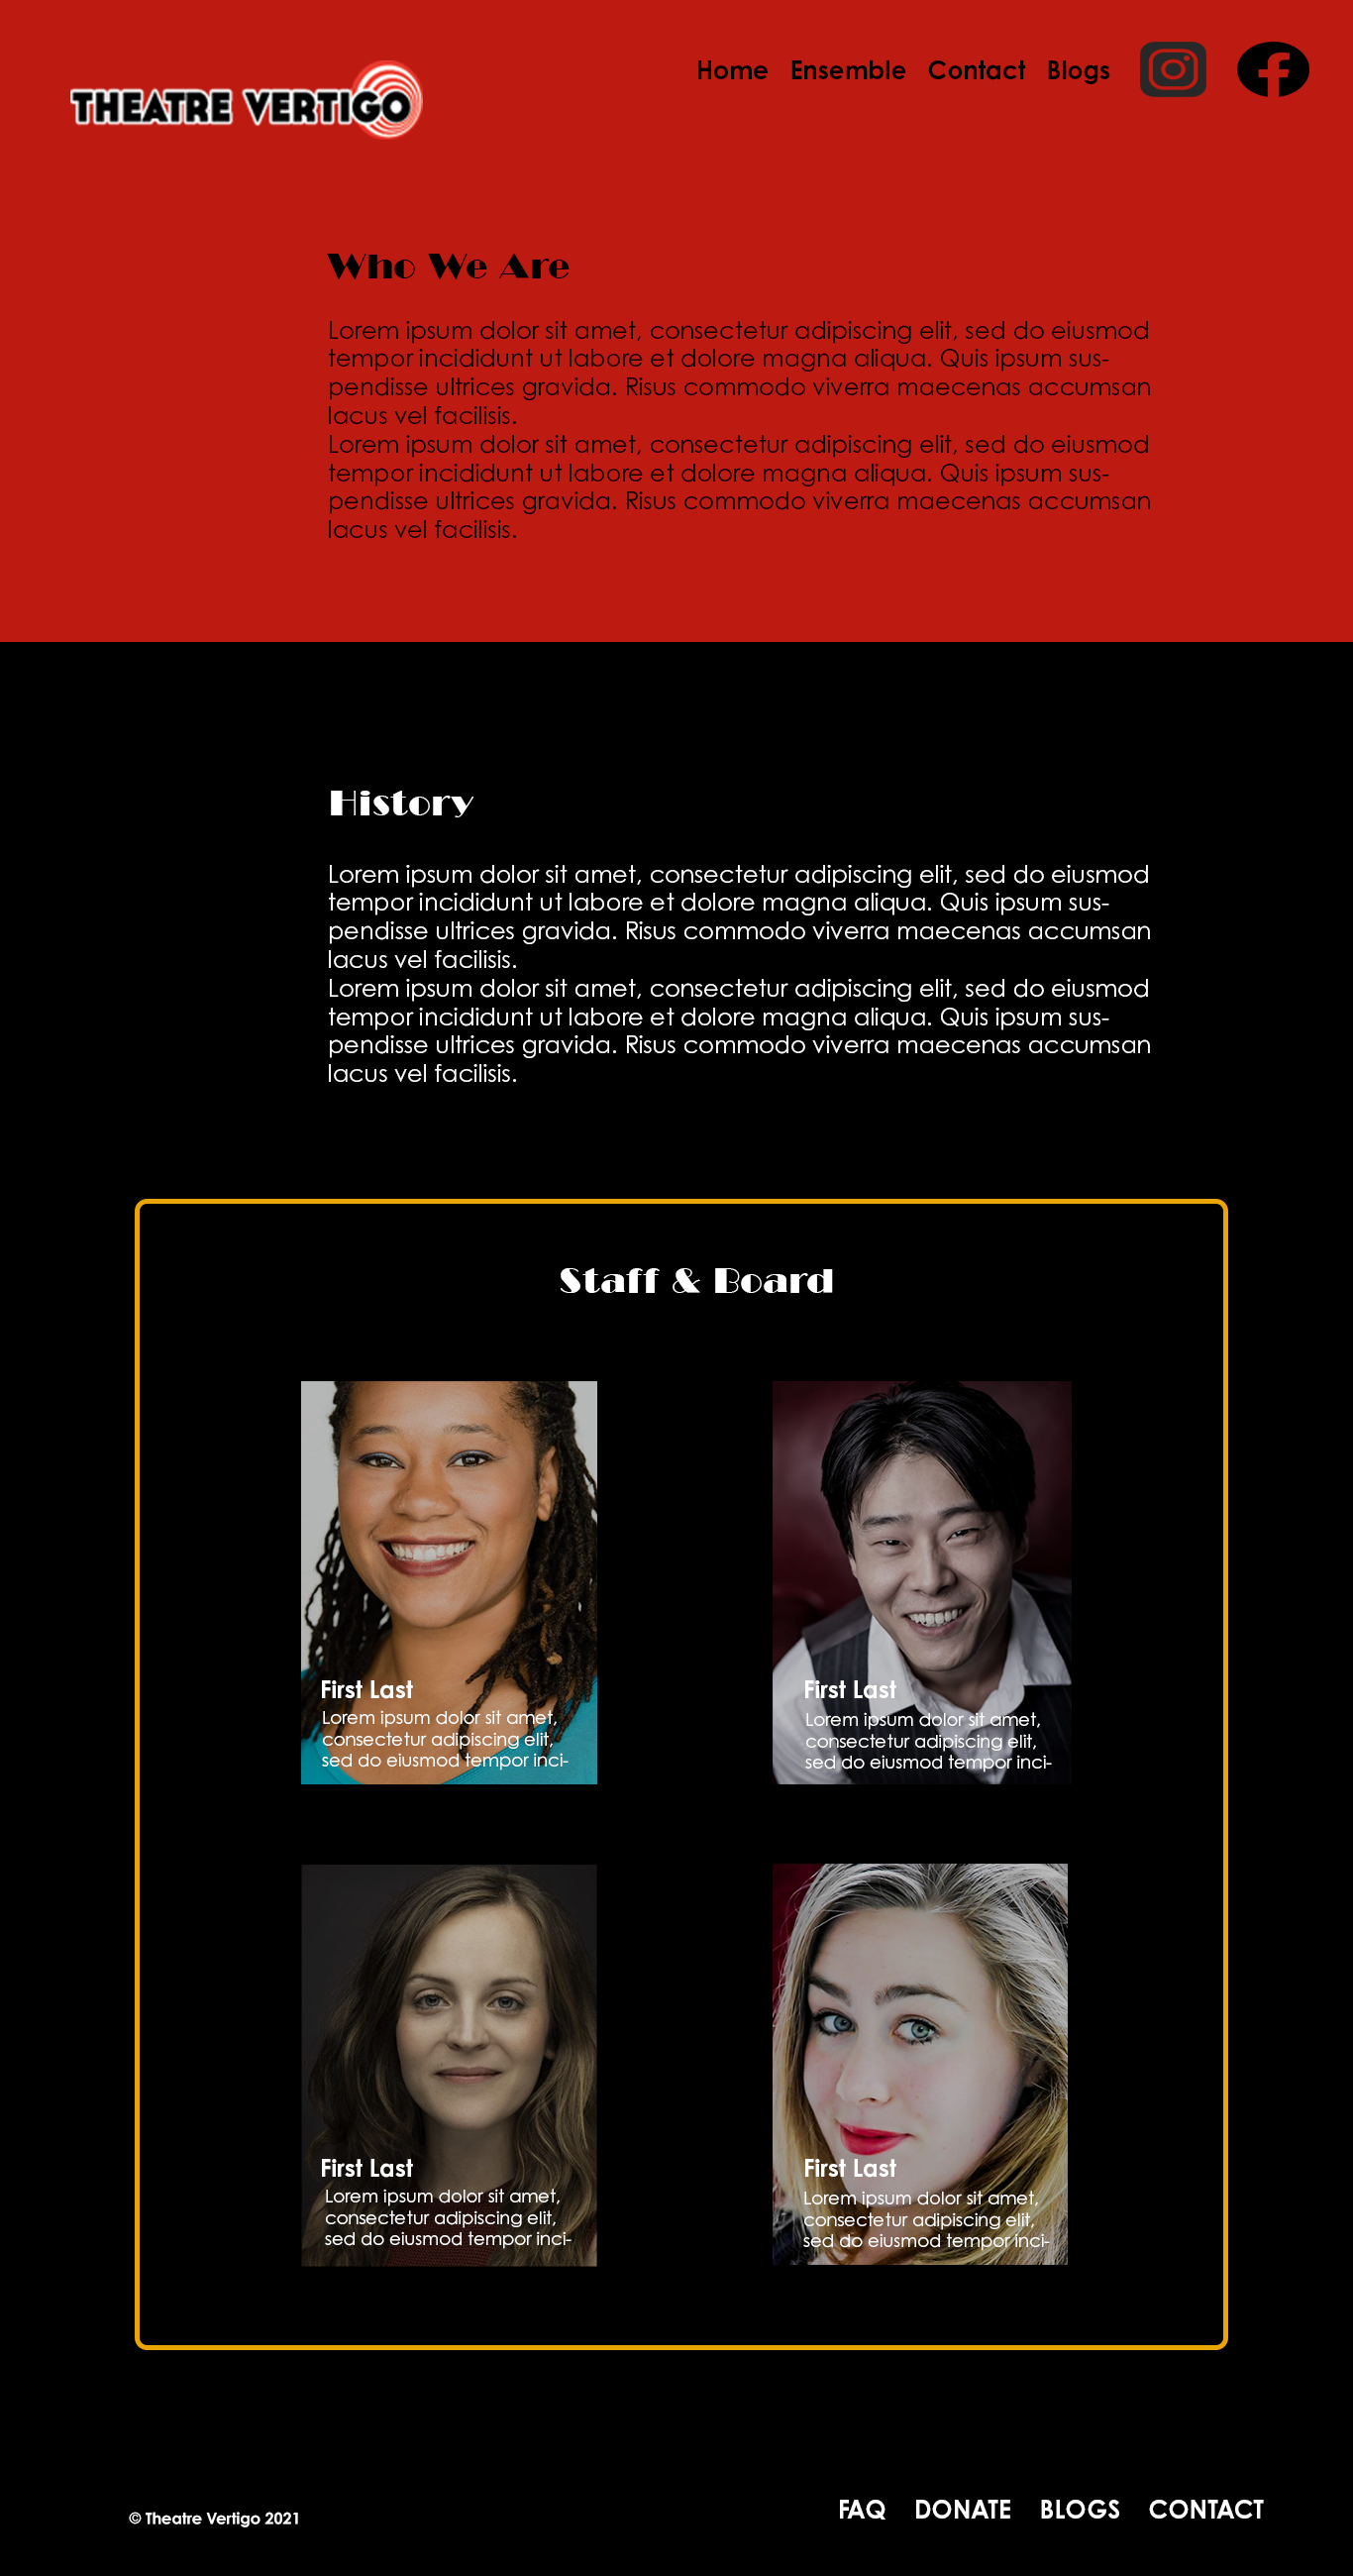 THEATRE VERTIGO
Home Ensemble Contact Blogs
Who We Are
Lorem ipsum dolor sit amet, consectetur adipiscing elit, sed do eiusmod
tempor incididunt ut labore et dolore magna aliqua. Quis ipsum sus-
pendisse ultrices gravida. Risus commodo viverra maecenas accumsan
lacus vel facilisis.
Lorem ipsum dolor sit amet, consectetur adipiscing elit, sed do eiusmod
tempor incididunt ut labore et dolore magna aliqua. Quis ipsum sus-
pendisse ultrices gravida. Risus commodo viverra maecenas accumsan
lacus vel facilisis.
History
Lorem ipsum dolor sit amet, consectetur adipiscing elit, sed do eiusmod
tempor incididunt ut labore et dolore magna aliqua. Quis ipsum sus-
pendisse ultrices gravida. Risus commodo viverra maecenas accumsan
lacus vel facilisis.
Lorem ipsum dolor sit amet, consectetur adipiscing elit, sed do eiusmod
tempor incididunt ut labore et dolore magna aliqua. Quis ipsum sus-
pendisse ultrices gravida. Risus commodo viverra maecenas accumsan
lacus vel facilisis.
Staff & Board
First Last
Lorem ipsum dolor sit amet,
consectetur adipiscing elit,
sed do eiusmod tempor inci-
First Last
Lorem ipsum dolor sit amet,
consectetur adipiscing elit,
sed do eiusmod tempor inci-
First Last
Lorem ipsum dolor sit amet,
consectetur adipiscing elit,
sed do eiusmod tempor inci-
First Last
Lorem ipsum dolor sit amet,
consectetur adipiscing elit,
sed do eiusmod tempor inci-
© Theatre Vertigo 2021
FAQ DONATE BLOGS CONTACT